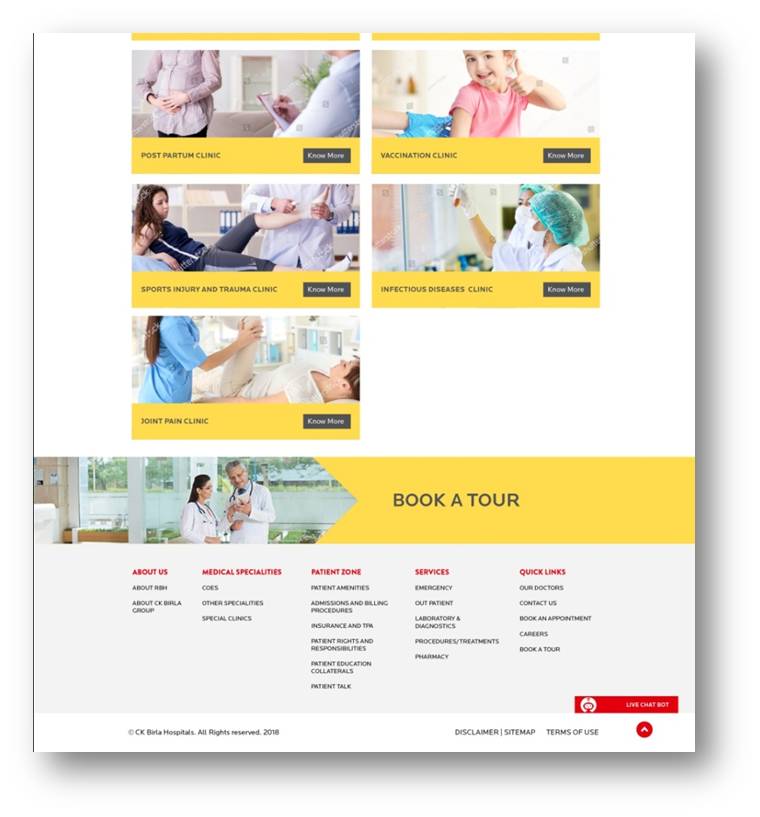 POST PARTUM CLINIC
Know More
VACCINATION CLINIC
Know More
SPORTS INJURY AND TRAUMA CLINIC
Know More
INFECTIOUS DISEASES CLINIC
Know More
JOINT PAIN CLINIC
Know More
BOOK A TOUR
ABOUT US
ABOUT RBH
ABOUT CK BIRLA
GROUP
MEDICAL SPECIALITIES
COES
OTHER SPECIALITIES
SPECIAL CLINICS
PATIENT ZONE
PATIENT AMENITIES
ADMISSIONS AND BILLING
PROCEDURES
INSURANCE AND TPA
PATIENT RIGHTS AND
RESPONSIBILITIES
PATIENT EDUCATION
COLLATERALS
PATIENT TALK
SERVICES
EMERGENCY
OUT PATIENT
LABORATORY &
DIAGNOSTICS
PROCEDURES/TREATMENTS
PHARMACY
QUICK LINKS
OUR DOCTORS
CONTACT US
BOOK AN APPOINTMENT
CAREERS
BOOK A TOUR
LIVE CHAT BOT
© CK Birla Hospitals. All Rights reserved. 2018
DISCLAIMER | SITEMAP TERMS OF USE